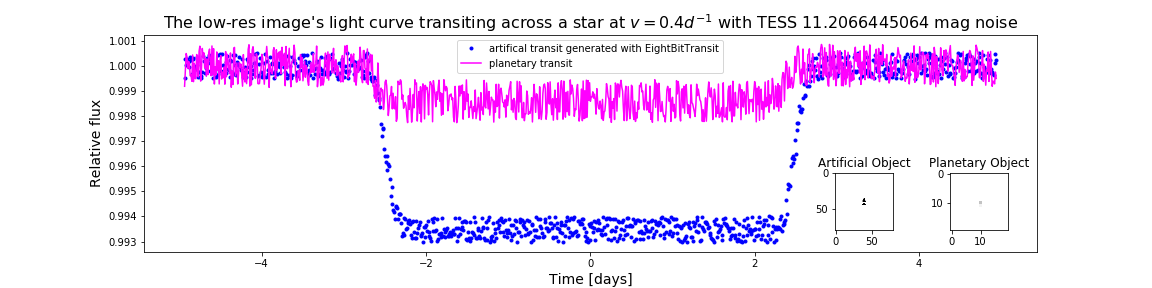 The low-res image's light curve transiting across a star at v = 0.4d⁻¹ with TESS 11.2066445064 mag noise
artifical transit generated with EightBitTransit
planetary transit
Relative flux
1.001
1.000
0.999
0.998
0.997
0.996
0.995
0.994
0.993
Artificial Object
0
50
0 50
Planetary Object
0
10
0 10
−4 −2 0 2 4
Time [days]